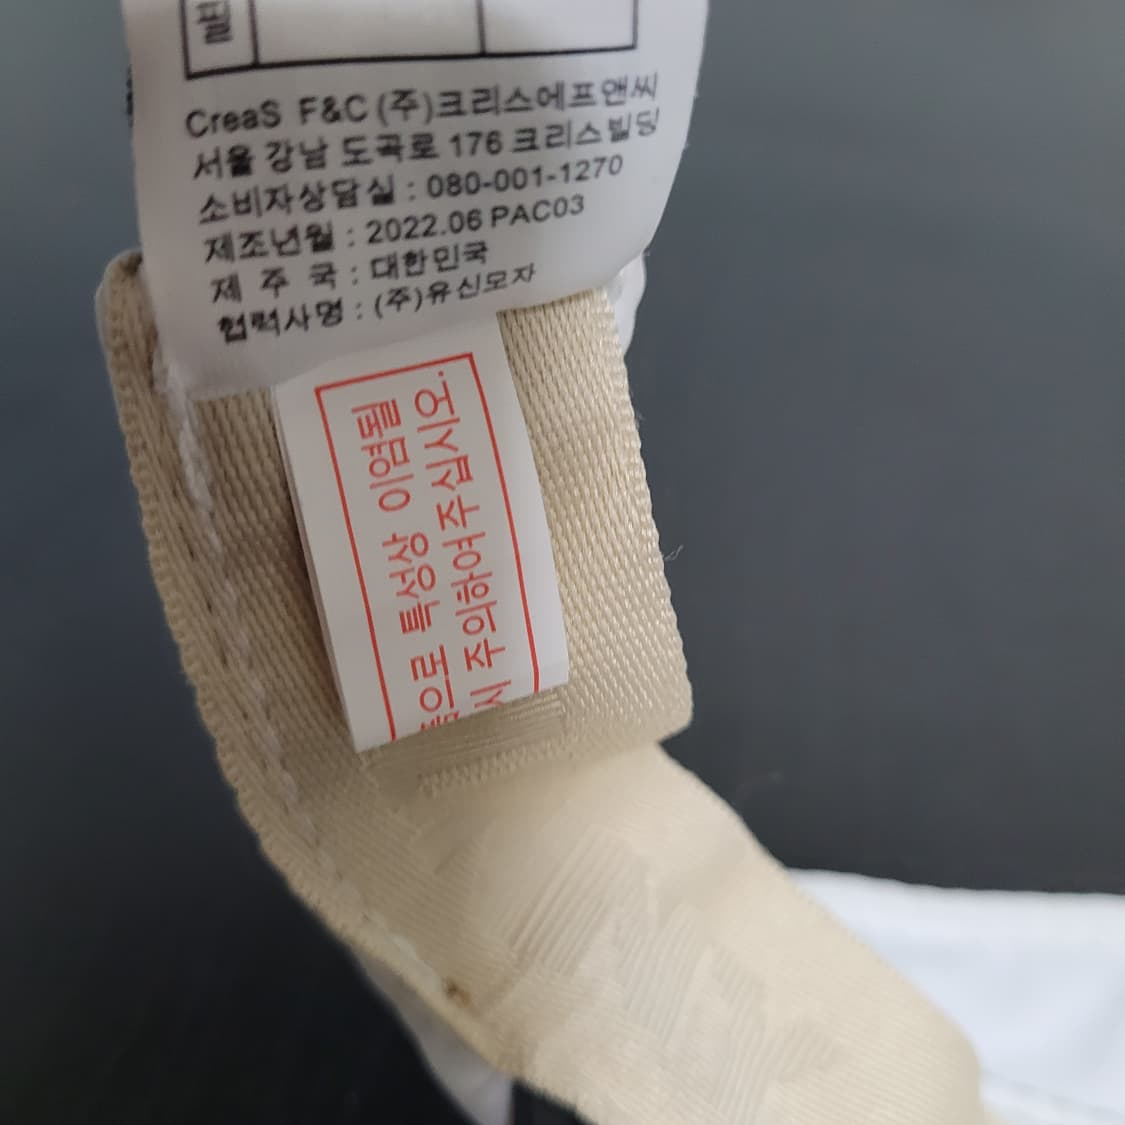 필
CreaS F&C (주)크리스에프앤씨
서울 강남 도곡로 176 크리스빌딩
소비자상담실 : 080-001-1270
제조년월 : 2022.06 PAC03
제 주 국 : 대한민국
협력사명 : (주)유신모자
으로 특성상 이염될
시 주의하여 주십시오.